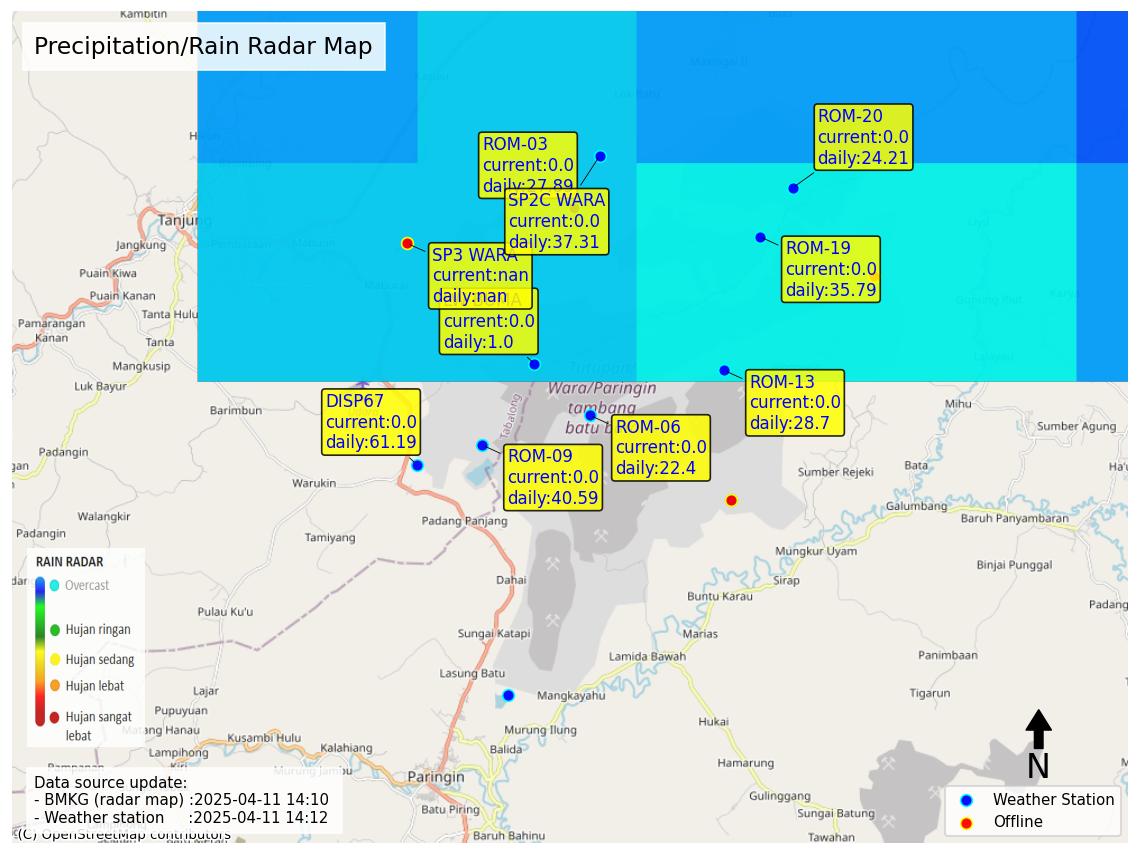 Kambitin
Precipitation/Rain Radar Map
ROM-20
current:0.0
daily:24.21
ROM-03
current:0.0
daily:27.89
SP2C WARA
current:0.0
daily:37.31
Tanjung
Jangkung
SP3 WARA
current:nan
daily:nan
ROM-19
current:0.0
daily:35.79
Puain Kiwa
Puain Kanan
Tanta Hulu
current:0.0
daily:1.0
Pamarangan
Kanan
Tanta
Mangkusip
Luk Bayur
Tutupan
Wara/Paringin
tambang
batu b
Tabalong
ROM-13
current:0.0
daily:28.7
Mihu
Barimbun
DISP67
current:0.0
daily:61.19
ROM-06
current:0.0
daily:22.4
ROM-09
current:0.0
daily:40.59
Sumber Agung
Sumber Rejeki
Bata
Padangin
Warukin
Galumbang
Baruh Panyambaran
Walangkir
Padang Panjang
Padangin
Tamiyang
Mungkur Uyam
Binjai Punggal
RAIN RADAR
Overcast
Hujan ringan
Hujan sedang
Hujan lebat
Hujan sangat
lebat
Dahai
Sirap
Buntu Karau
Padang
Pulau Ku'u
Sungai Katapi
Marias
Lamida Bawah
Panimbaan
Lasung Batu
Lajar
Mangkayahu
Tigarun
Pupuyuan
Matang Hanau
Murung Ilung
Hukai
Kusambi Hulu
Kalahiang
Balida
Lampihong
Hamarung
N
Murung Jambu
Paringin
Data source update:
- BMKG (radar map) :2025-04-11 14:10
- Weather station :2025-04-11 14:12
(C) OpenStreetMap contributors
Batu Piring
Gulinggang
Sungai Batung
Baruh Bahinu
Tawahan
Weather Station
Offline